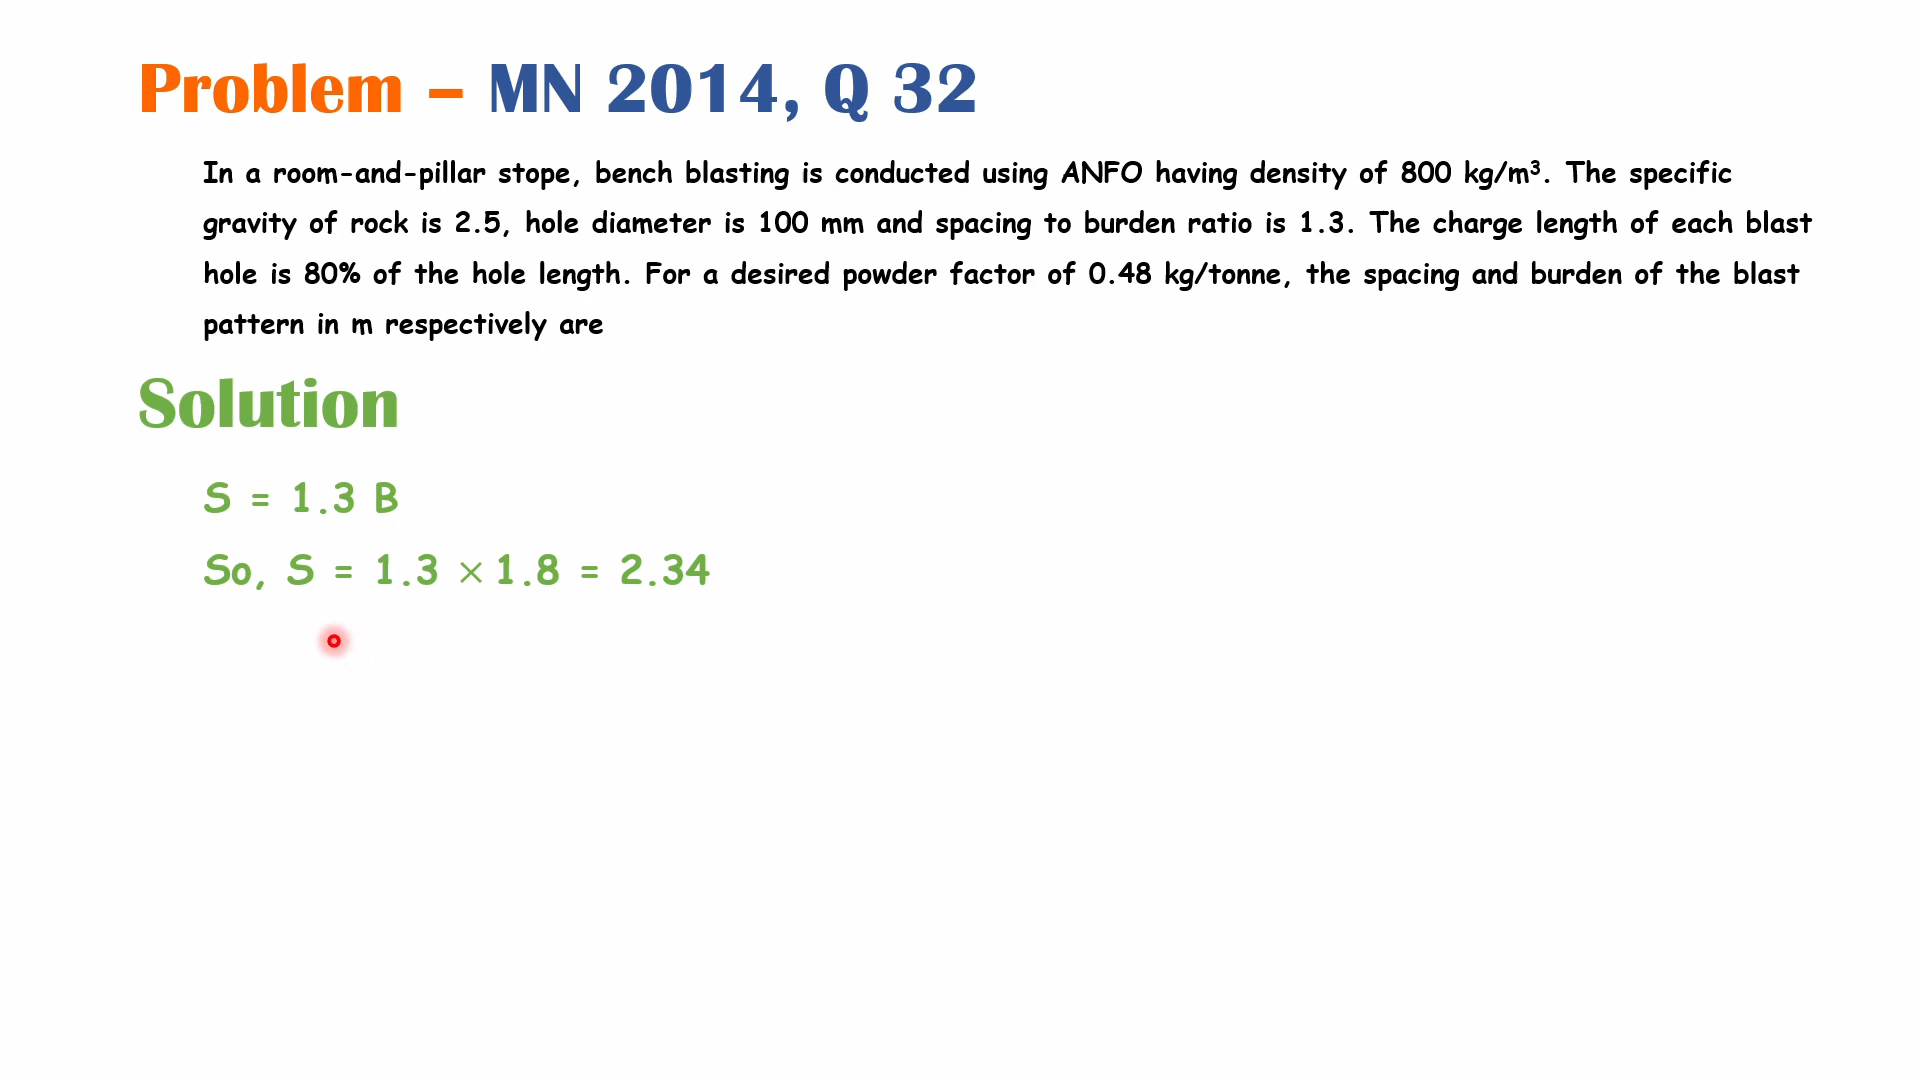 Problem – MN 2014, Q 32
In a room-and-pillar stope, bench blasting is conducted using ANFO having density of 800 kg/m³. The specific
gravity of rock is 2.5, hole diameter is 100 mm and spacing to burden ratio is 1.3. The charge length of each blast
hole is 80% of the hole length. For a desired powder factor of 0.48 kg/tonne, the spacing and burden of the blast
pattern in m respectively are
Solution
S = 1.3 B
So, S = 1.3 × 1.8 = 2.34